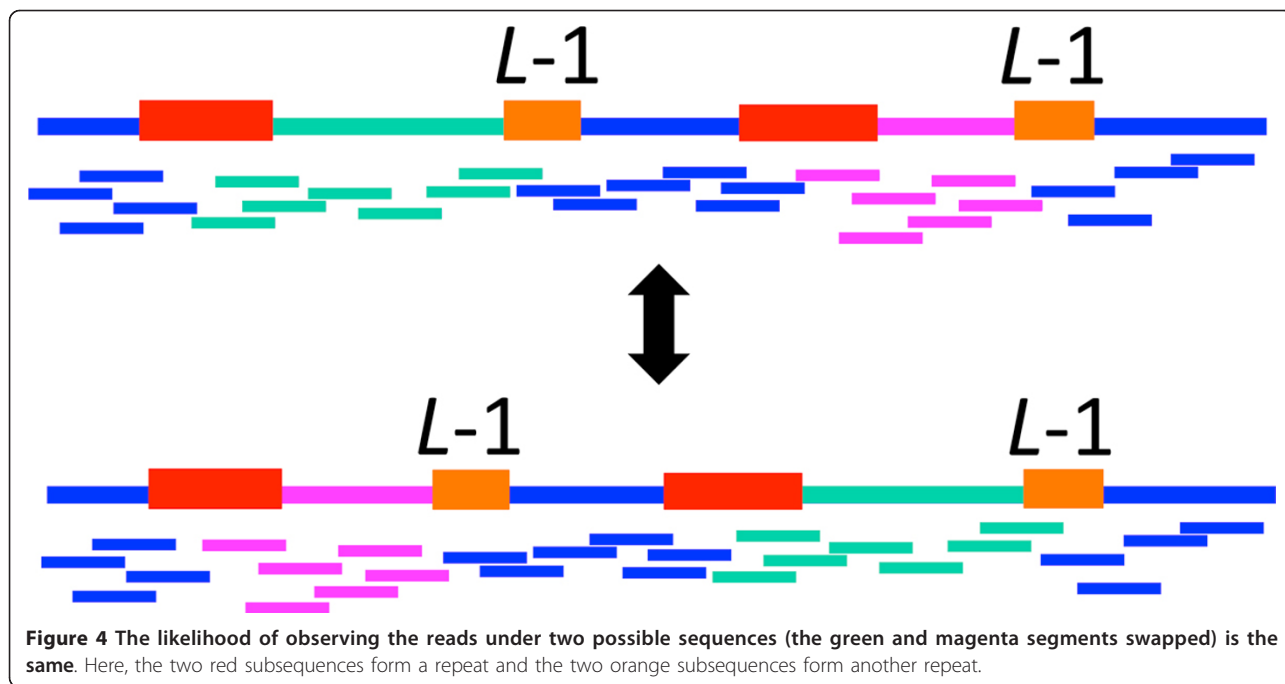 L-1 L-1
L-1 L-1
Figure 4 The likelihood of observing the reads under two possible sequences (the green and magenta segments swapped) is the
same. Here, the two red subsequences form a repeat and the two orange subsequences form another repeat.